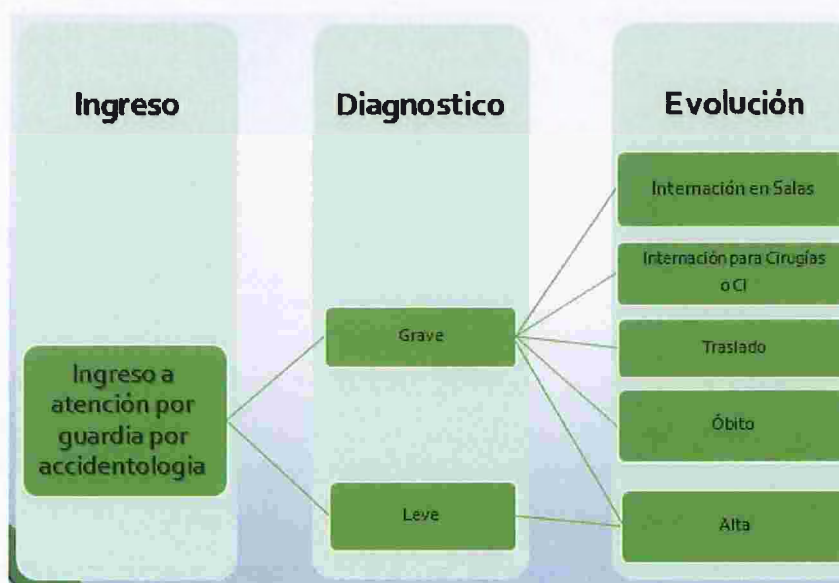 Ingreso
Diagnostico
Evolución
Ingreso a
atención por
guardia por
accidentologia
Grave
Leve
Internación en Salas
Internación para Cirugías
o CI
Traslado
Óbito
Alta